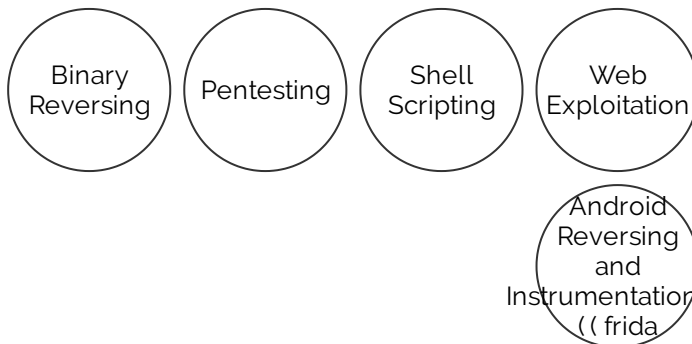 Binary
Reversing
Pentesting
Shell
Scripting
Web
Exploitation
Android
Reversing
and
Instrumentation
(( frida